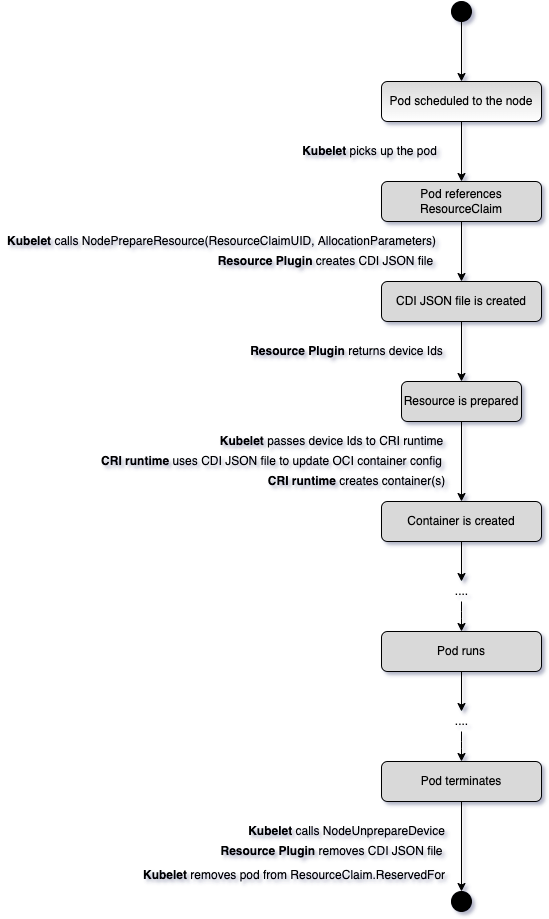 Pod scheduled to the node
Kubelet picks up the pod
Pod references
ResourceClaim
Kubelet calls NodePrepareResource(ResourceClaimUID, AllocationParameters)
Resource Plugin creates CDI JSON file
CDI JSON file is created
Resource Plugin returns device Ids
Resource is prepared
Kubelet passes device Ids to CRI runtime
CRI runtime uses CDI JSON file to update OCI container config
CRI runtime creates container(s)
Container is created
....
Pod runs
....
Pod terminates
Kubelet calls NodeUnprepareDevice
Resource Plugin removes CDI JSON file
Kubelet removes pod from ResourceClaim.ReservedFor